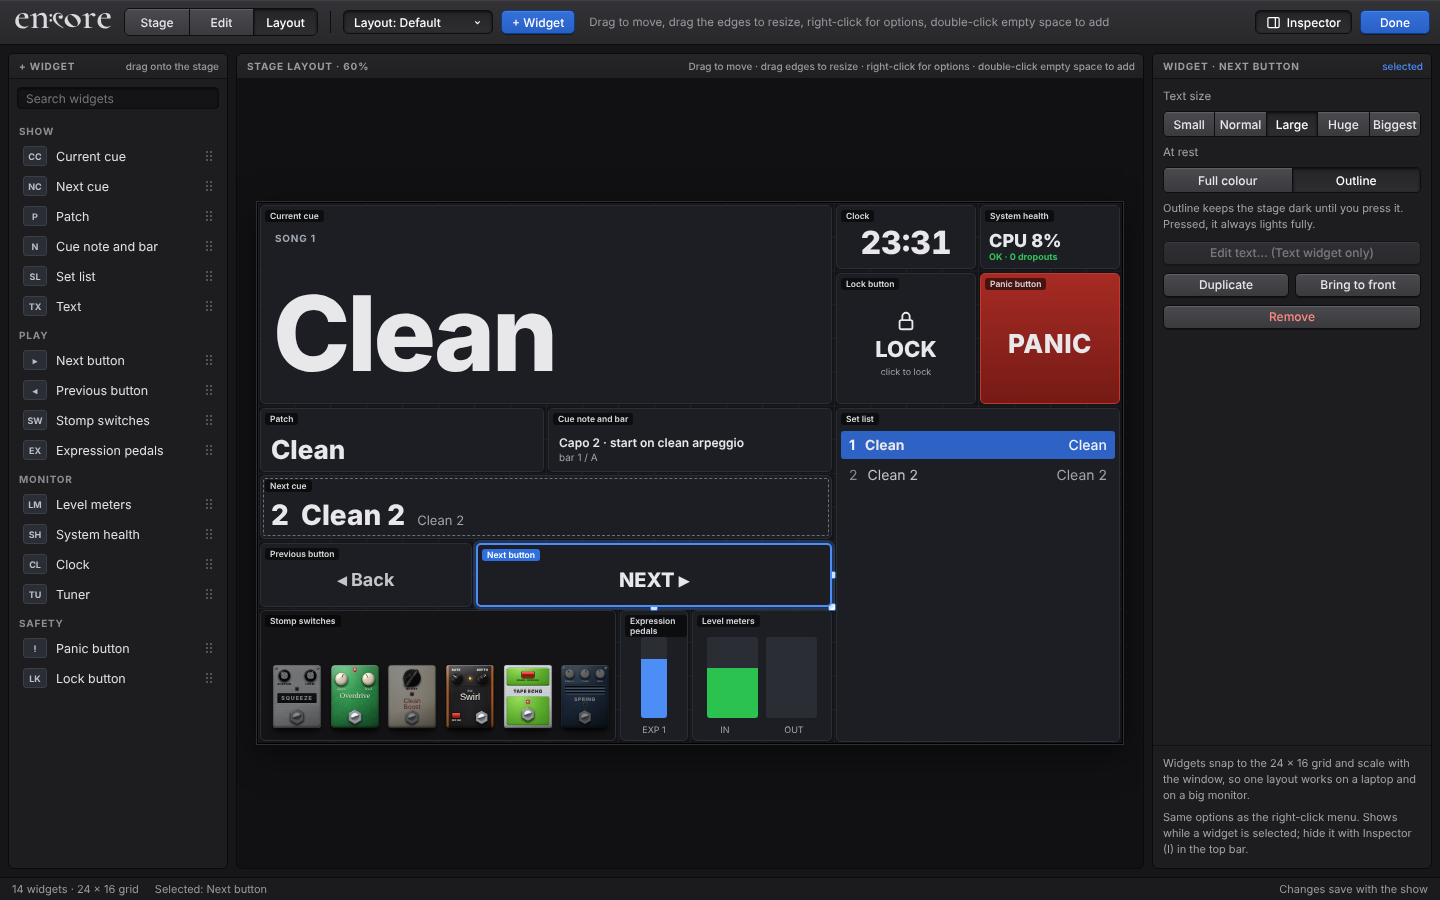 encore
Stage
Edit
Layout
Layout: Default
+ Widget
Drag to move, drag the edges to resize, right-click for options, double-click empty space to add
Inspector
Done
+ WIDGET
drag onto the stage
Search widgets
SHOW
CC Current cue
NC Next cue
P Patch
N Cue note and bar
SL Set list
TX Text
PLAY
Next button
Previous button
SW Stomp switches
EX Expression pedals
MONITOR
LM Level meters
SH System health
CL Clock
TU Tuner
SAFETY
! Panic button
LK Lock button
STAGE LAYOUT · 60%
Drag to move · drag edges to resize · right-click for options · double-click empty space to add
Current cue
SONG 1
Clean
Clock
23:31
System health
CPU 8%
OK · 0 dropouts
Lock button
LOCK
click to lock
Panic button
PANIC
Patch
Clean
Cue note and bar
Capo 2 · start on clean arpeggio
bar 1 / A
Set list
1 Clean Clean
2 Clean 2 Clean 2
Next cue
2 Clean 2 Clean 2
Previous button
◂ Back
Next button
NEXT ▸
Stomp switches
SQUEEZE
Overdrive
Clean
Boost
Swirl
TAPE ECHO
SPRING
Expression
pedals
EXP 1
Level meters
IN
OUT
WIDGET · NEXT BUTTON
selected
Text size
Small
Normal
Large
Huge
Biggest
At rest
Full colour
Outline
Outline keeps the stage dark until you press it.
Pressed, it always lights fully.
Edit text... (Text widget only)
Duplicate
Bring to front
Remove
Widgets snap to the 24 × 16 grid and scale with
the window, so one layout works on a laptop and
on a big monitor.
Same options as the right-click menu. Shows
while a widget is selected; hide it with Inspector
(I) in the top bar.
14 widgets · 24 × 16 grid
Selected: Next button
Changes save with the show